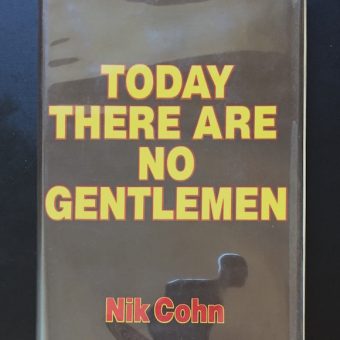 TODAY
THERE ARE
NO
GENTLEMEN
Nik Cohn